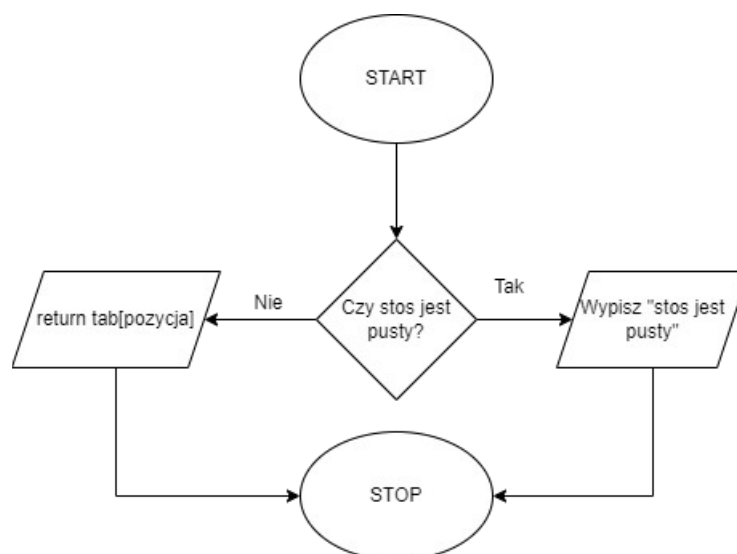 START
Czy stos jest
pusty?
Nie
Tak
return tab[pozycja]
Wypisz "stos jest
pusty"
STOP